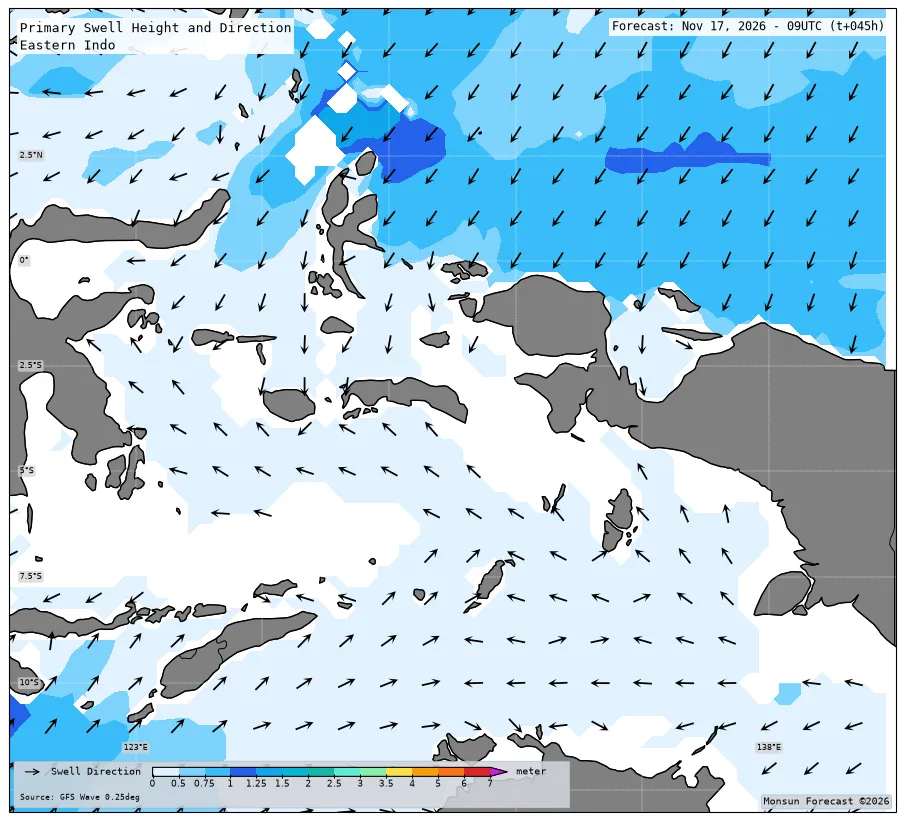 Primary Swell Height and Direction
Eastern Indo
Forecast: Nov 17, 2026 - 09UTC (t+045h)
2.5°N
0°
2.5°S
5°S
7.5°S
10°S
123°E
138°E
Swell Direction
meter
0 0.5 0.75 1 1.25 1.5 2 2.5 3 3.5 4 5 6 7
Source: GFS Wave 0.25deg
Monsun Forecast ©2026